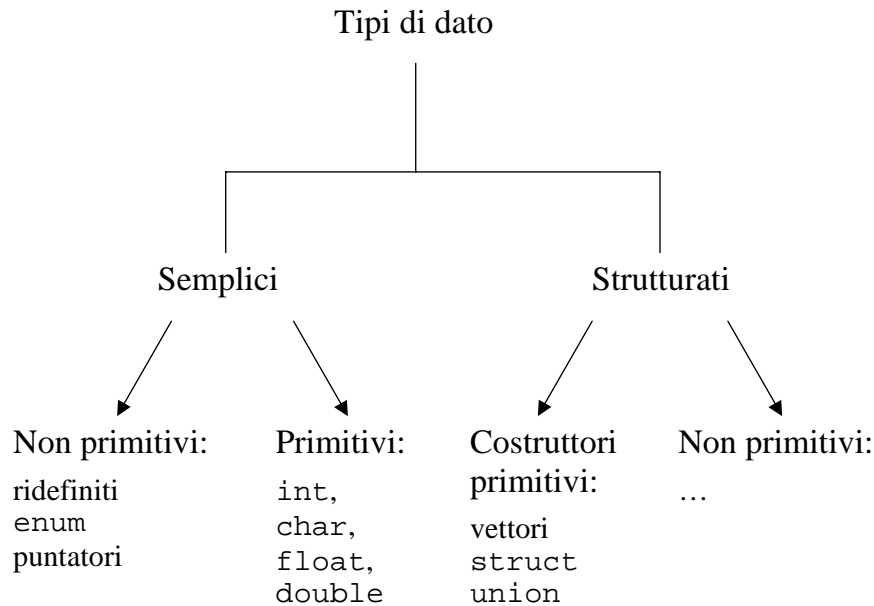 Tipi di dato
Semplici
Strutturati
Non primitivi:
ridefiniti
enum
puntatori
Primitivi:
int,
char,
float,
double
Costruttori
primitivi:
vettori
struct
union
Non primitivi:
…